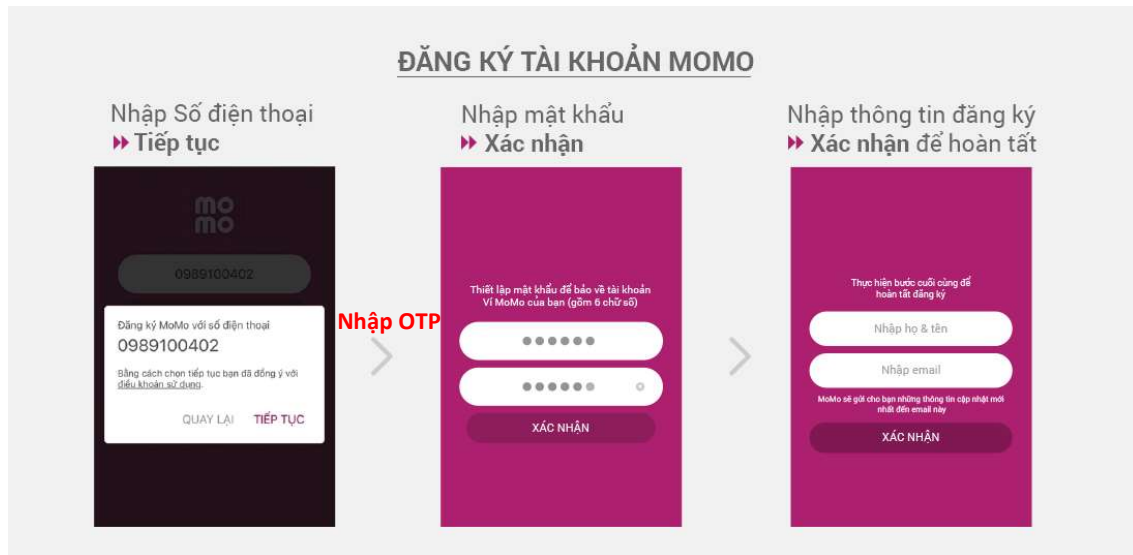 ĐĂNG KÝ TÀI KHOẢN MOMO
Nhập Số điện thoại
Tiếp tục
mo
mo
0989100402
Đăng ký MoMo với số điện thoại
0989100402
Bằng cách chọn tiếp tục bạn đã đồng ý với
điều khoản sử dụng.
QUAY LẠI TIẾP TỤC
Nhập OTP
Nhập mật khẩu
Xác nhận
Thiết lập mật khẩu để bảo vệ tài khoản
Ví MoMo của bạn (gồm 6 chữ số)
XÁC NHẬN
Nhập thông tin đăng ký
Xác nhận để hoàn tất
Thực hiện bước cuối cùng để
hoàn tất đăng ký
Nhập họ & tên
Nhập email
MoMo sẽ gửi cho bạn những thông tin cập nhật mới
nhất đến email này
XÁC NHẬN